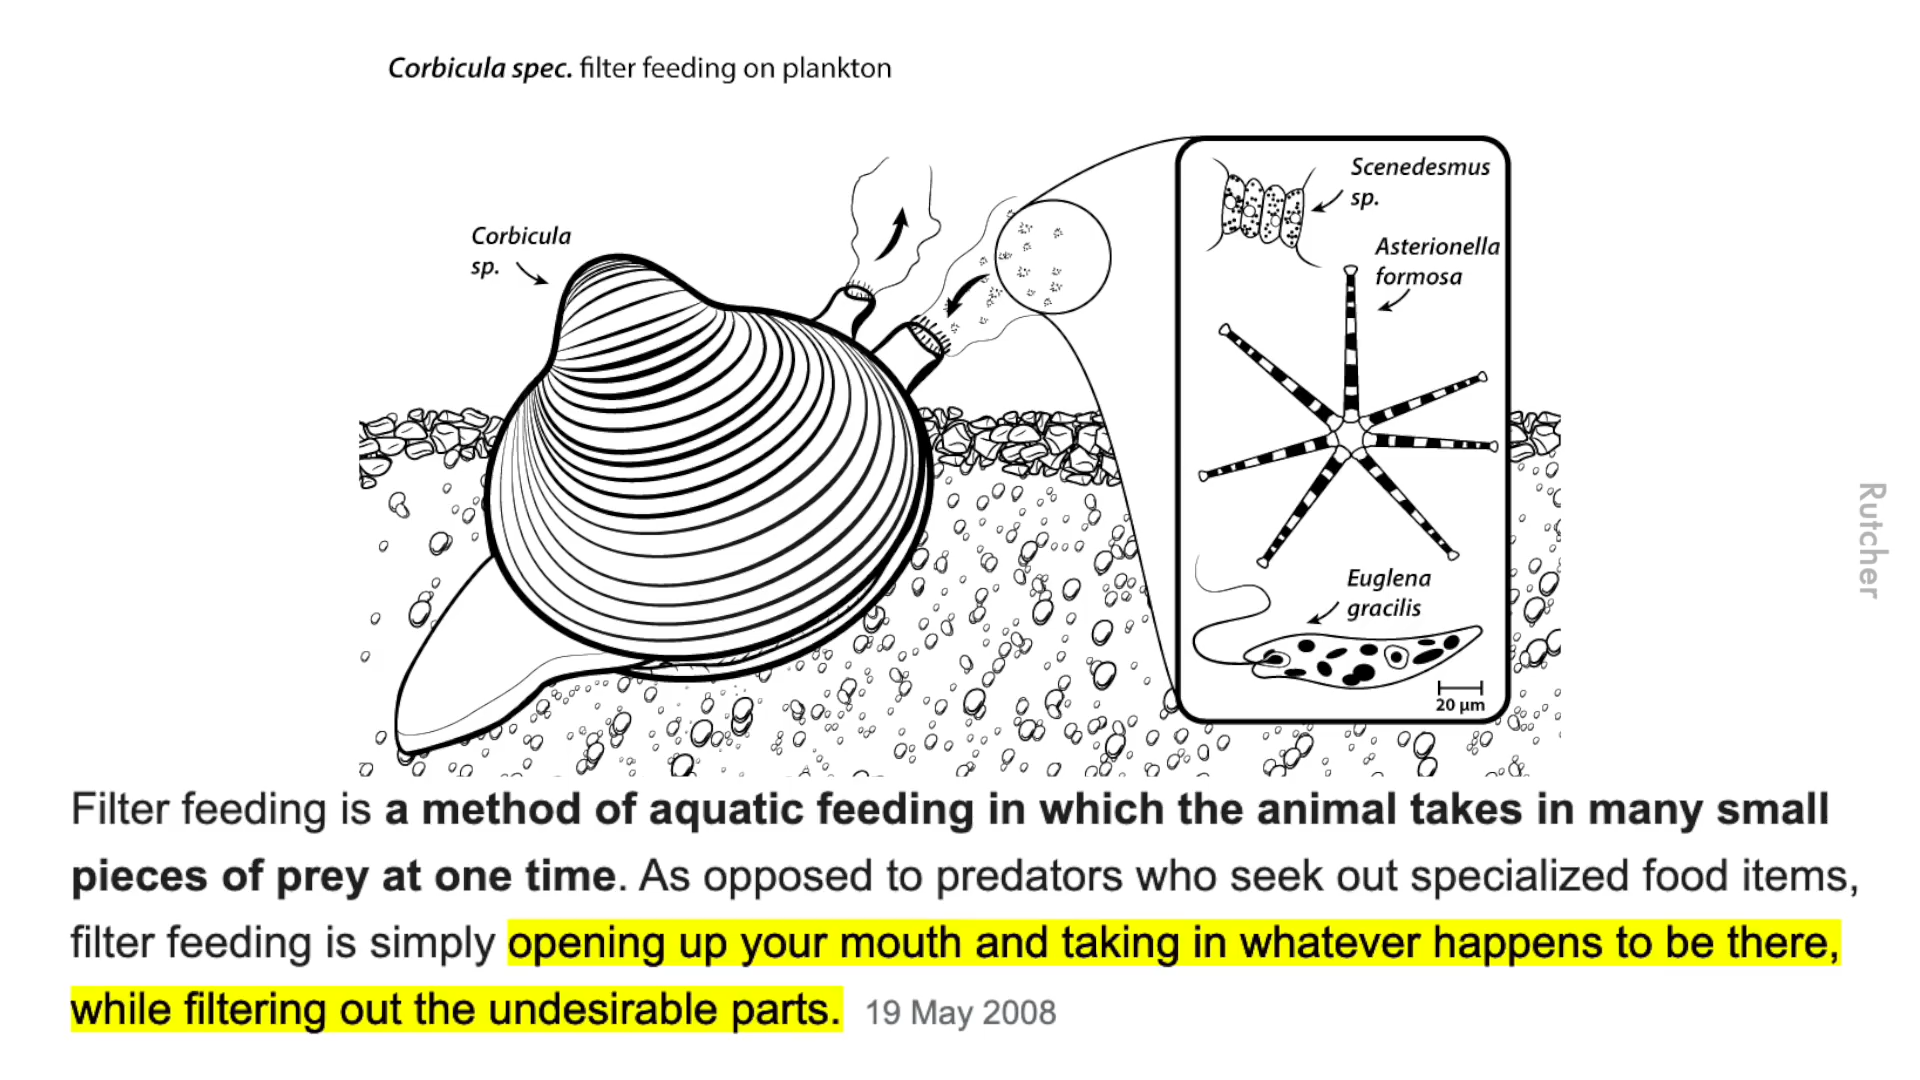 Corbicula spec. filter feeding on plankton
Scenedesmus
sp.
Corbicula
sp.
Asterionella
formosa
Euglena
gracilis
20 µm
Rutcher
Filter feeding is a method of aquatic feeding in which the animal takes in many small
pieces of prey at one time. As opposed to predators who seek out specialized food items,
filter feeding is simply opening up your mouth and taking in whatever happens to be there,
while filtering out the undesirable parts. 19 May 2008